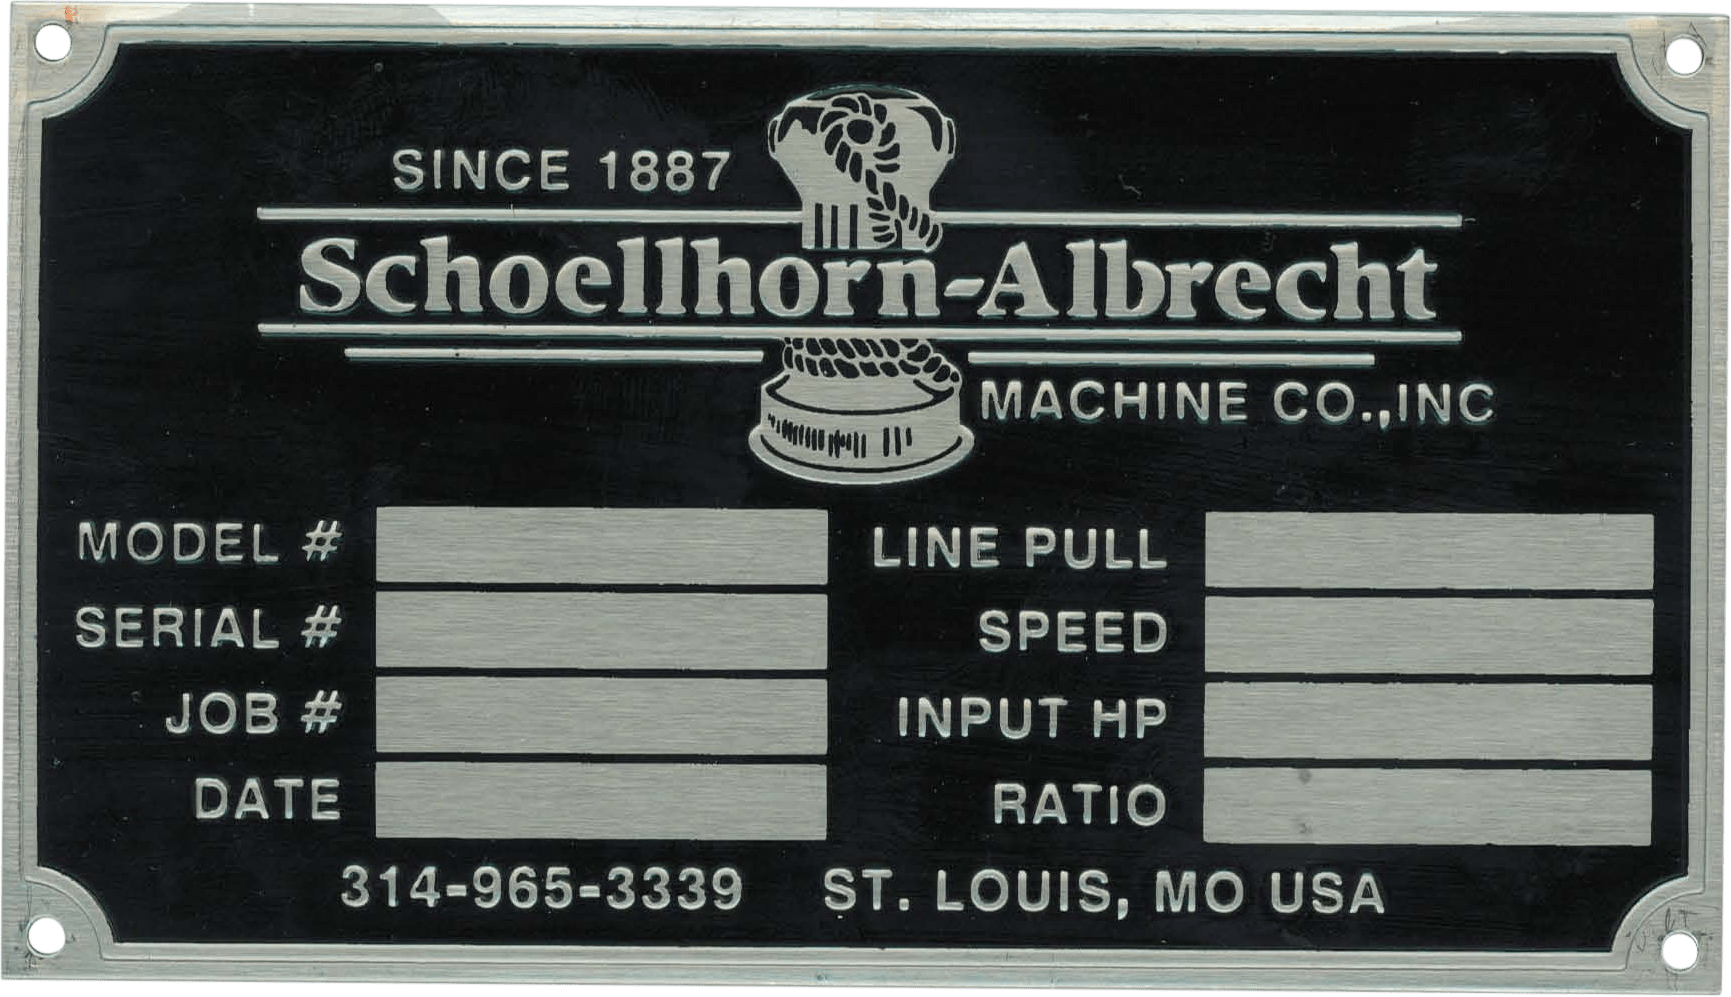 SINCE 1887
Schoellhorn-Albrecht
MACHINE CO.,INC
MODEL #
LINE PULL
SERIAL #
SPEED
JOB #
INPUT HP
DATE
RATIO
314-965-3339 ST. LOUIS, MO USA